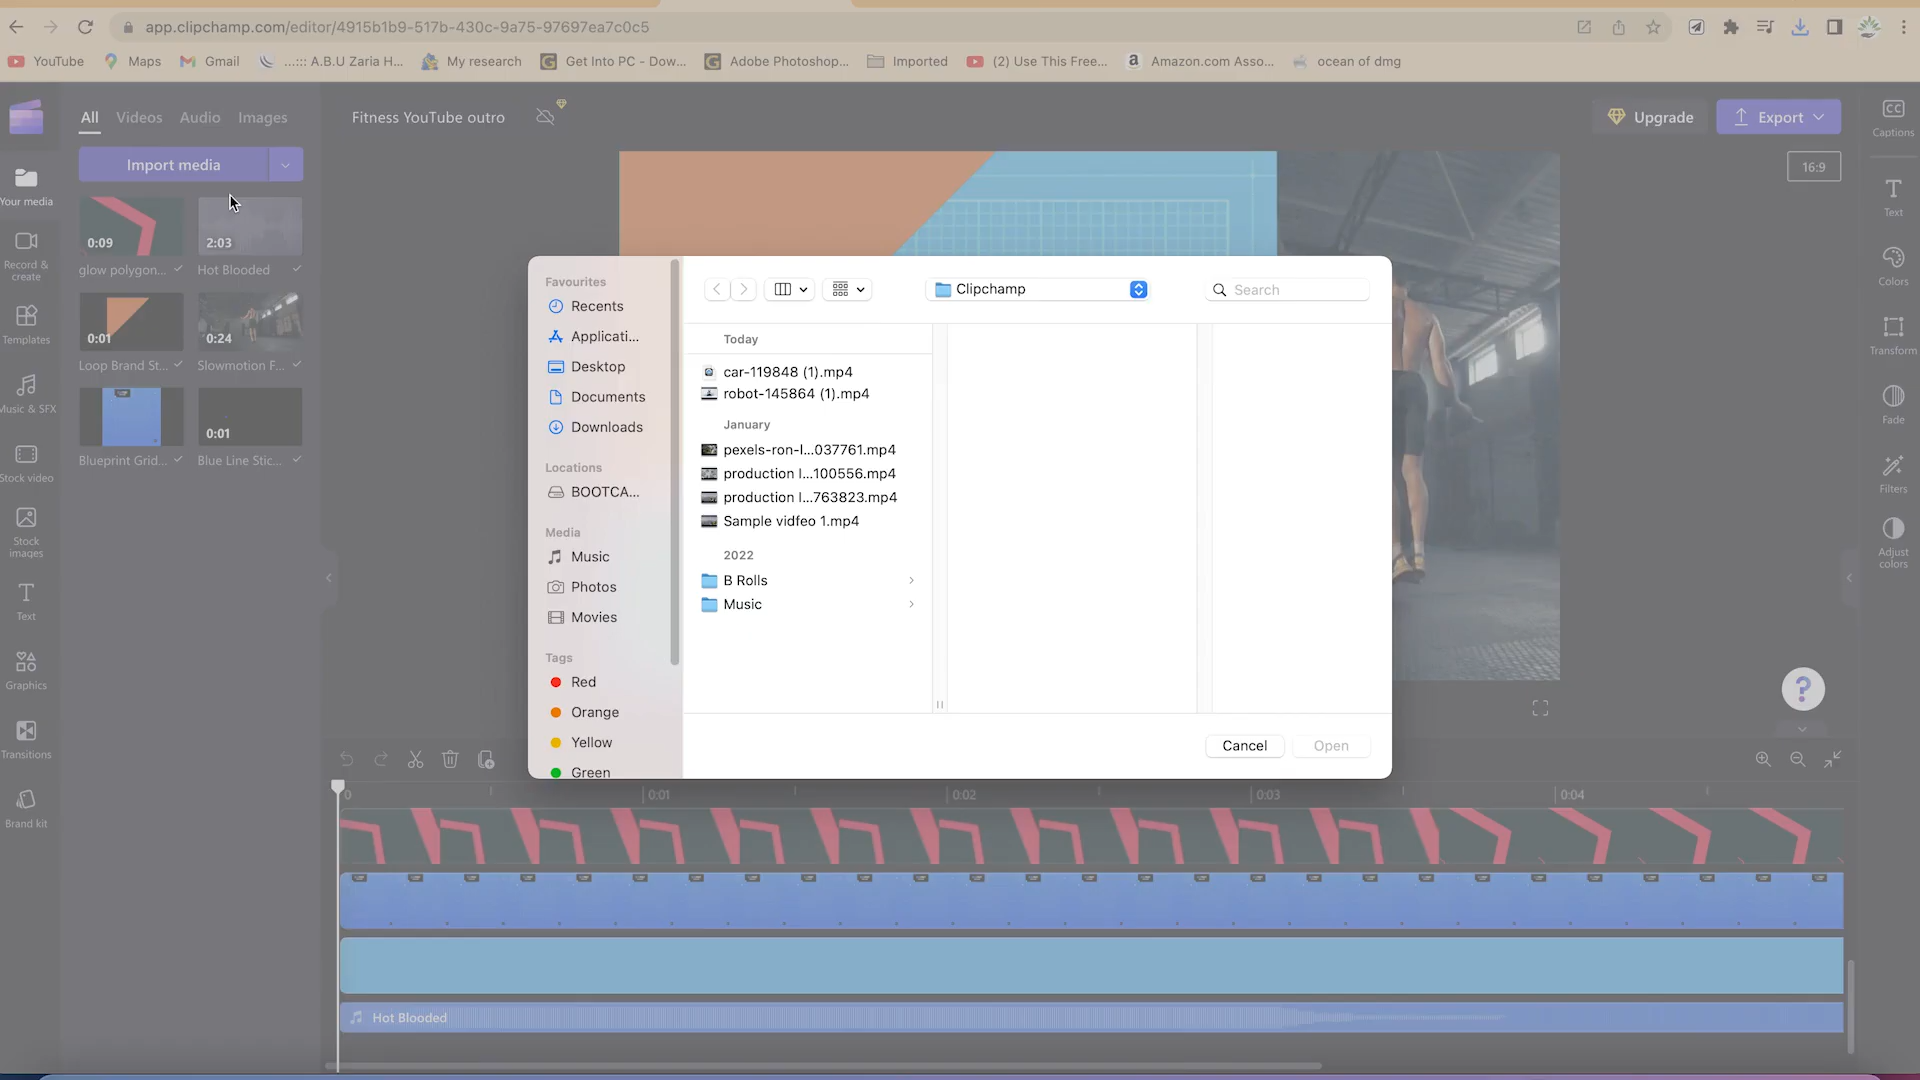 app.clipchamp.com/editor/4915b1b9-517b-430c-9a75-97697ea7c0c5
YouTube
Maps
Gmail
...::: A.B.U Zaria H...
My research
Get Into PC - Dow...
Adobe Photoshop...
Imported
(2) Use This Free...
Amazon.com Asso...
ocean of dmg
All
Videos
Audio
Images
Fitness YouTube outro
Upgrade
Export
Import media
16:9
0:09
2:03
glow polygon...
Hot Blooded
0:01
0:24
Loop Brand St...
Slowmotion F...
0:01
Blueprint Grid...
Blue Line Stic...
Your media
Record &
create
Templates
Music & SFX
Stock video
Stock
images
Text
Graphics
Transitions
Brand kit
Favourites
Recents
Applicati...
Desktop
Documents
Downloads
Locations
BOOTCA...
Media
Music
Photos
Movies
Tags
Red
Orange
Yellow
Green
Clipchamp
Search
Today
car-119848 (1).mp4
robot-145864 (1).mp4
January
pexels-ron-l...037761.mp4
production l...100556.mp4
production l...763823.mp4
Sample vidfeo 1.mp4
2022
B Rolls
Music
Cancel
Open
CC
Captions
Text
Colors
Transform
Fade
Filters
Adjust
colors
?
0
0:01
0:02
0:03
0:04
Hot Blooded